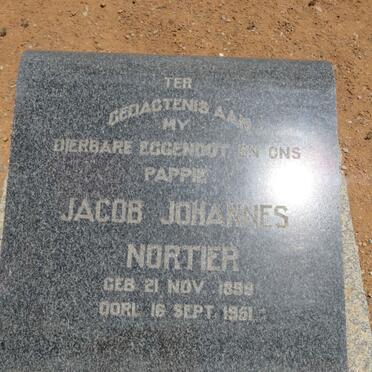 TER
GEDAGTENIS AAN
MY
DIERBARE EGGENOOT EN ONS
PAPPIE
JACOB JOHANNES
NORTIER
GEB. 21 NOV. 1899
OORL. 16 SEPT. 1951